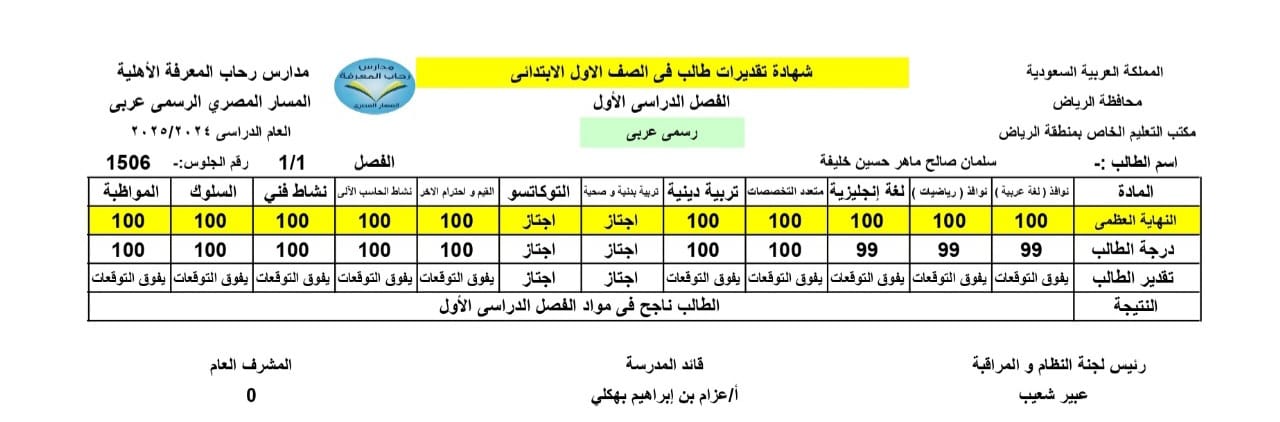 المملكة العربية السعودية
محافظة الرياض
مكتب التعليم الخاص بمنطقة الرياض
شهادة تقديرات طالب فى الصف الاول الابتدائى
الفصل الدراسى الأول
رسمى عربى
مدارس
رحاب المعرفة
المسار المصرى
مدارس رحاب المعرفة الأهلية
المسار المصري الرسمى عربى
العام الدراسى ٢٠٢٥/٢٠٢٤
اسم الطالب :- سلمان صالح ماهر حسين خليفة الفصل 1/1 رقم الجلوس:- 1506
المادة نوافذ ( لغة عربية ) نوافذ ( رياضيات ) لغة إنجليزية متعدد التخصصات تربية دينية تربية بدنية و صحية التوكاتسو القيم و احترام الاخر نشاط الحاسب الآلى نشاط فني السلوك المواظبة
النهاية العظمى 100 100 100 100 100 اجتاز اجتاز 100 100 100 100 100
درجة الطالب 99 99 99 100 100 اجتاز اجتاز 100 100 100 100 100
تقدير الطالب يفوق التوقعات يفوق التوقعات يفوق التوقعات يفوق التوقعات يفوق التوقعات اجتاز اجتاز يفوق التوقعات يفوق التوقعات يفوق التوقعات يفوق التوقعات يفوق التوقعات
النتيجة الطالب ناجح فى مواد الفصل الدراسى الأول
رئيس لجنة النظام و المراقبة قائد المدرسة المشرف العام
عبير شعيب أ/عزام بن إبراهيم بهكلي 0